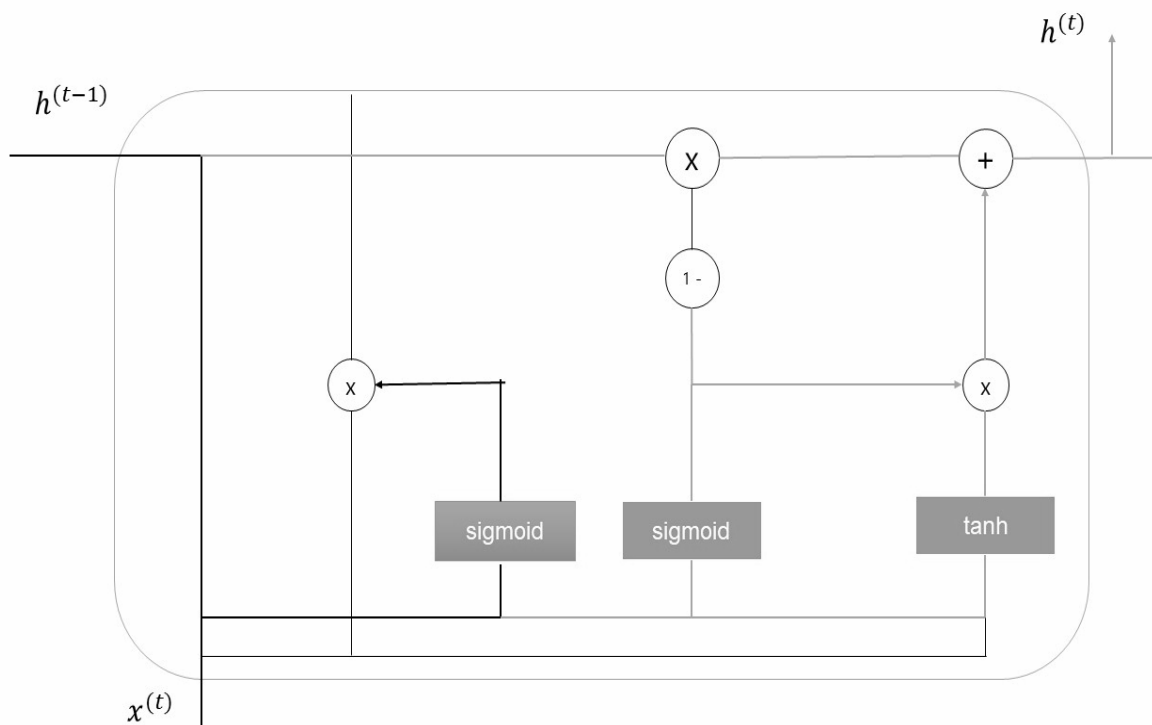 h^{(t)}
h^{(t-1)}
X
+
1 -
x
x
sigmoid
sigmoid
tanh
x^{(t)}